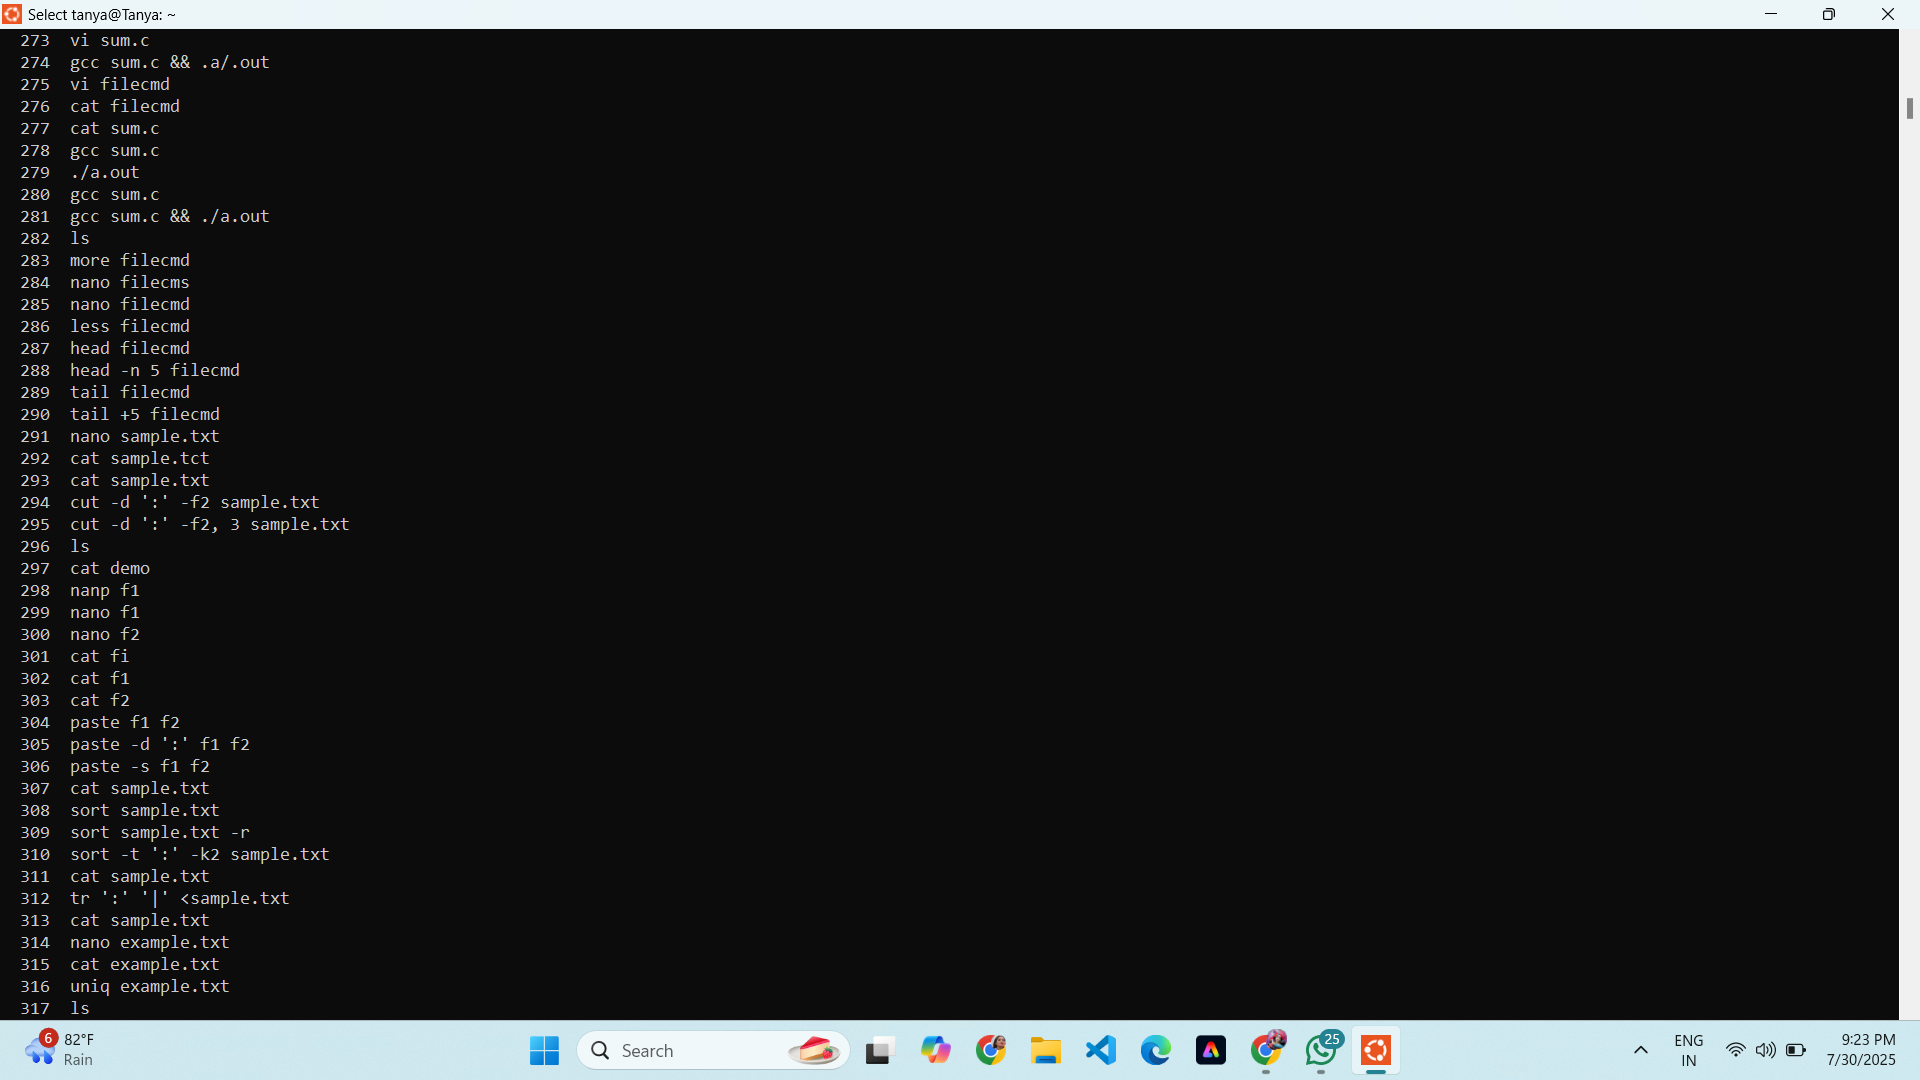 Select tanya@Tanya: ~
273 vi sum.c
274 gcc sum.c && .a/.out
275 vi filecmd
276 cat filecmd
277 cat sum.c
278 gcc sum.c
279 ./a.out
280 gcc sum.c
281 gcc sum.c && ./a.out
282 ls
283 more filecmd
284 nano filecms
285 nano filecmd
286 less filecmd
287 head filecmd
288 head -n 5 filecmd
289 tail filecmd
290 tail +5 filecmd
291 nano sample.txt
292 cat sample.tct
293 cat sample.txt
294 cut -d ':' -f2 sample.txt
295 cut -d ':' -f2, 3 sample.txt
296 ls
297 cat demo
298 nanp f1
299 nano f1
300 nano f2
301 cat fi
302 cat f1
303 cat f2
304 paste f1 f2
305 paste -d ':' f1 f2
306 paste -s f1 f2
307 cat sample.txt
308 sort sample.txt
309 sort sample.txt -r
310 sort -t ':' -k2 sample.txt
311 cat sample.txt
312 tr ':' '|' <sample.txt
313 cat sample.txt
314 nano example.txt
315 cat example.txt
316 uniq example.txt
317 ls
6
82°F
Rain
Search
25
ENG
IN
9:23 PM
7/30/2025